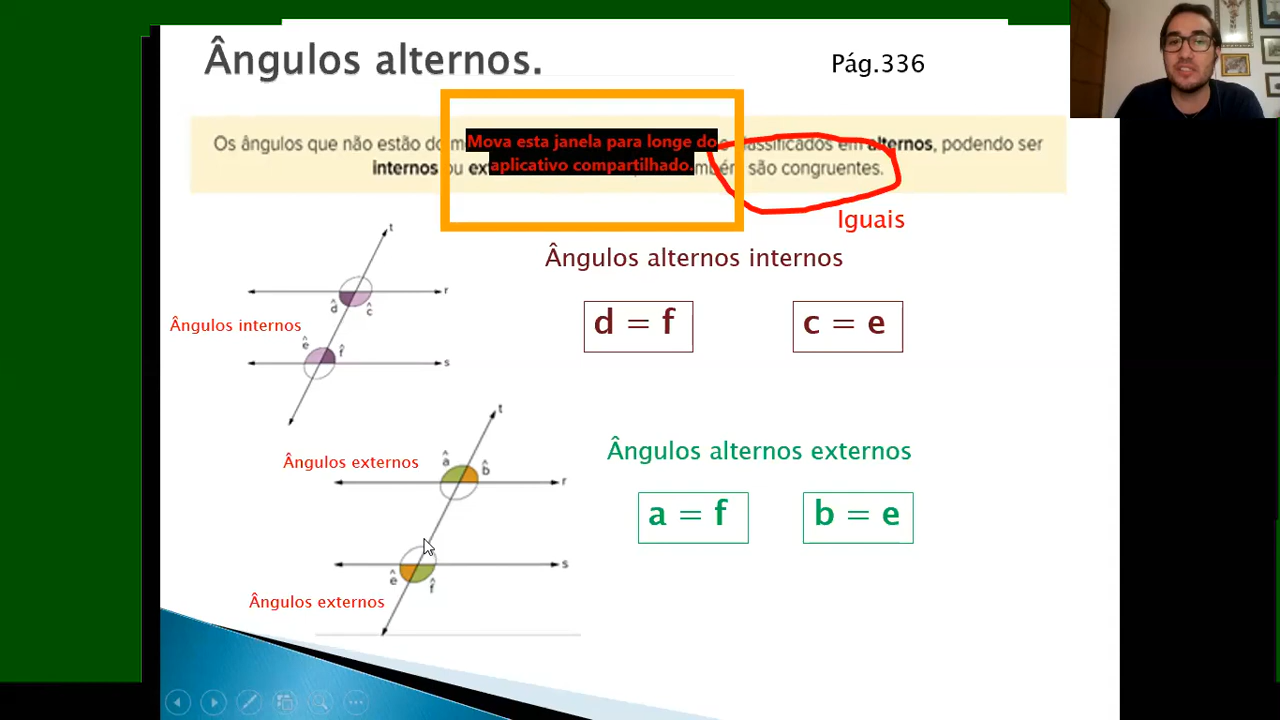 Ângulos alternos.
Pág.336
Os ângulos que não estão do
classificados em alternos, podendo ser
internos ou
são congruentes.
Mova esta janela para longe do
aplicativo compartilhado.
Iguais
Ângulos alternos internos
d = f
c = e
t
r
d̂
ĉ
Ângulos internos
ê
f̂
s
Ângulos alternos externos
a = f
b = e
t
Ângulos externos
â
b̂
r
s
ê
f̂
Ângulos externos